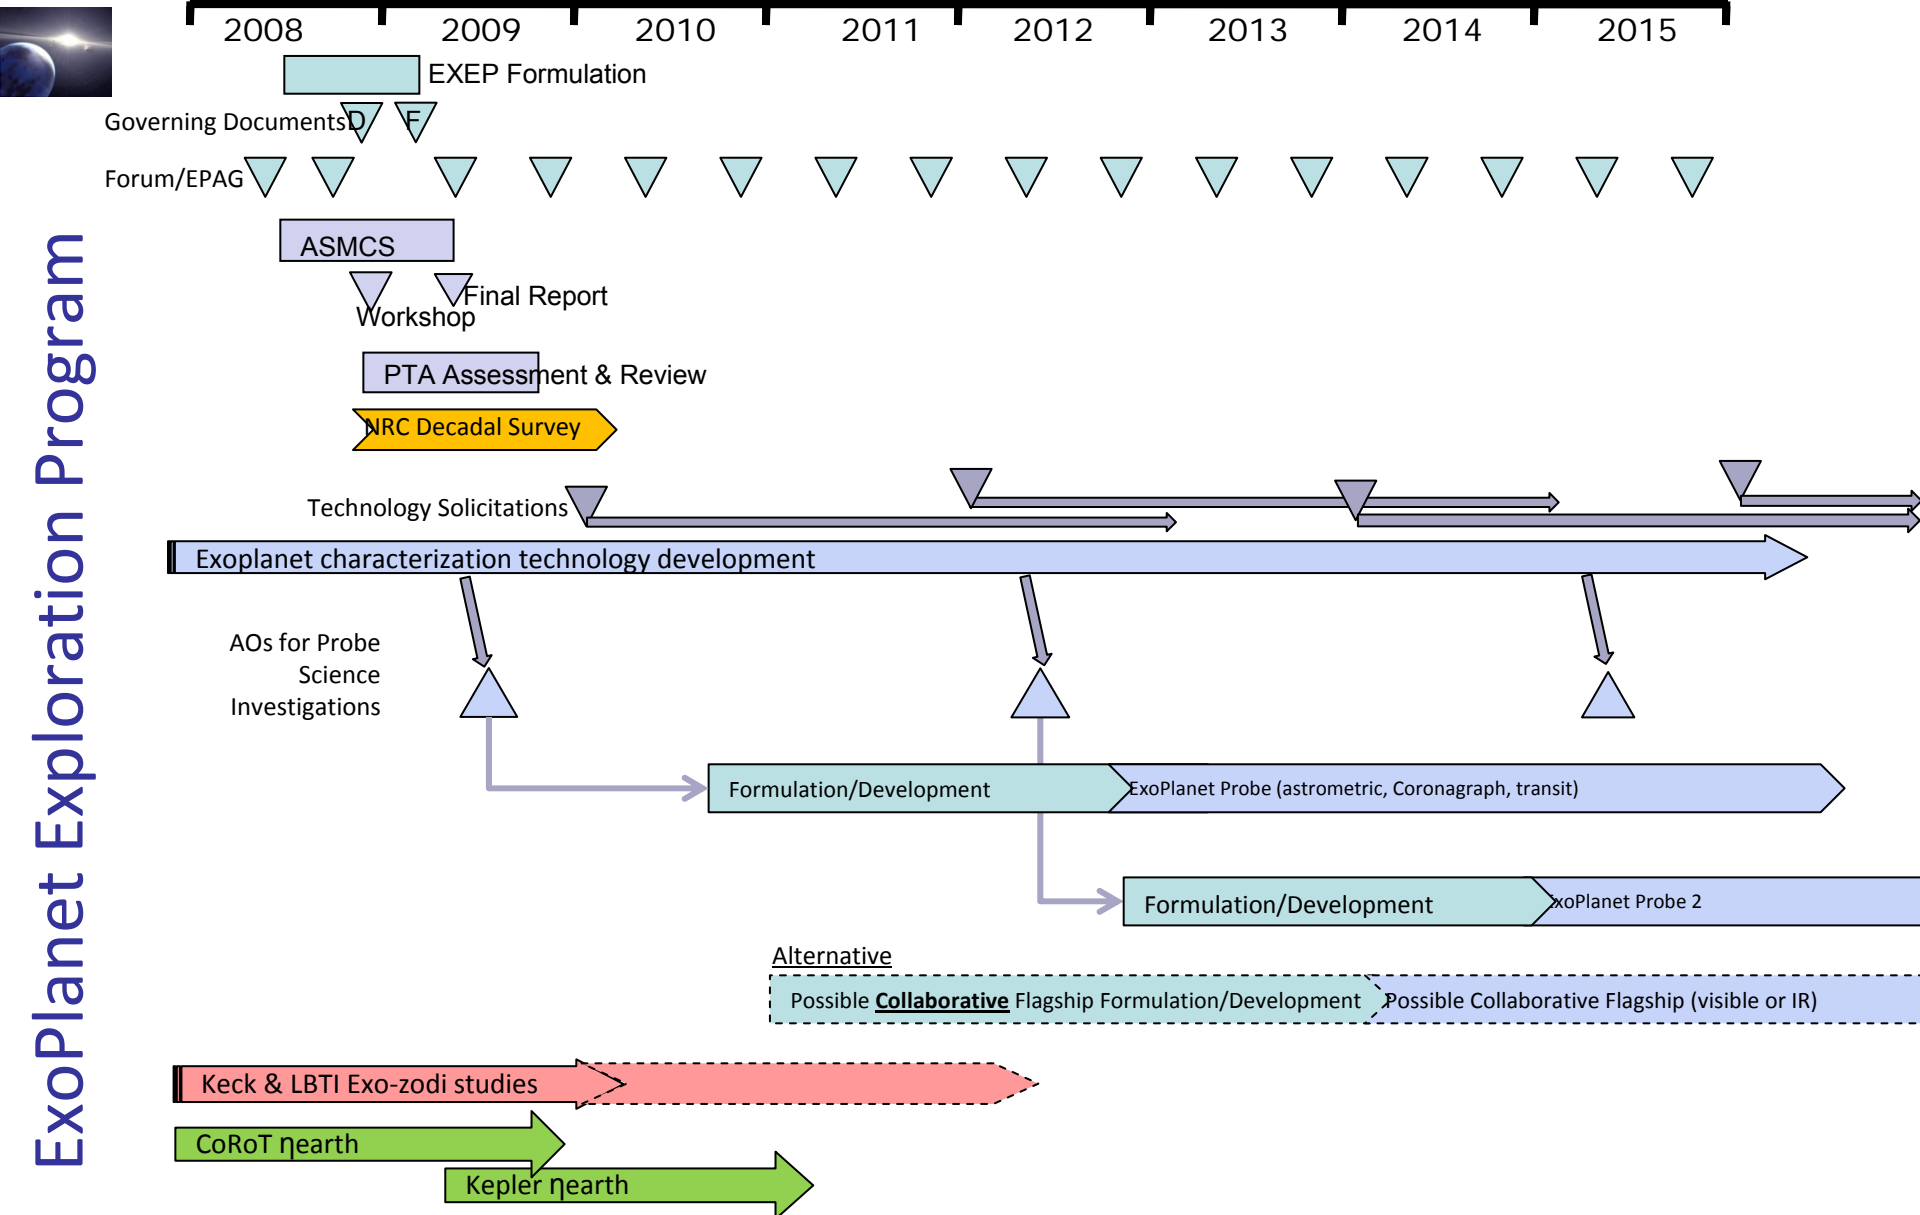 2008 2009 2010 2011 2012 2013 2014 2015
EXEP Formulation
Governing Documents D F
Forum/EPAG
ExoPlanet Exploration Program
ASMCS
Final Report
Workshop
PTA Assessment & Review
NRC Decadal Survey
Technology Solicitations
Exoplanet characterization technology development
AOs for Probe
Science
Investigations
Formulation/Development
ExoPlanet Probe (astrometric, Coronagraph, transit)
Formulation/Development
ExoPlanet Probe 2
Alternative
Possible Collaborative Flagship Formulation/Development
Possible Collaborative Flagship (visible or IR)
Keck & LBTI Exo-zodi studies
CoRoT ηearth
Kepler ηearth